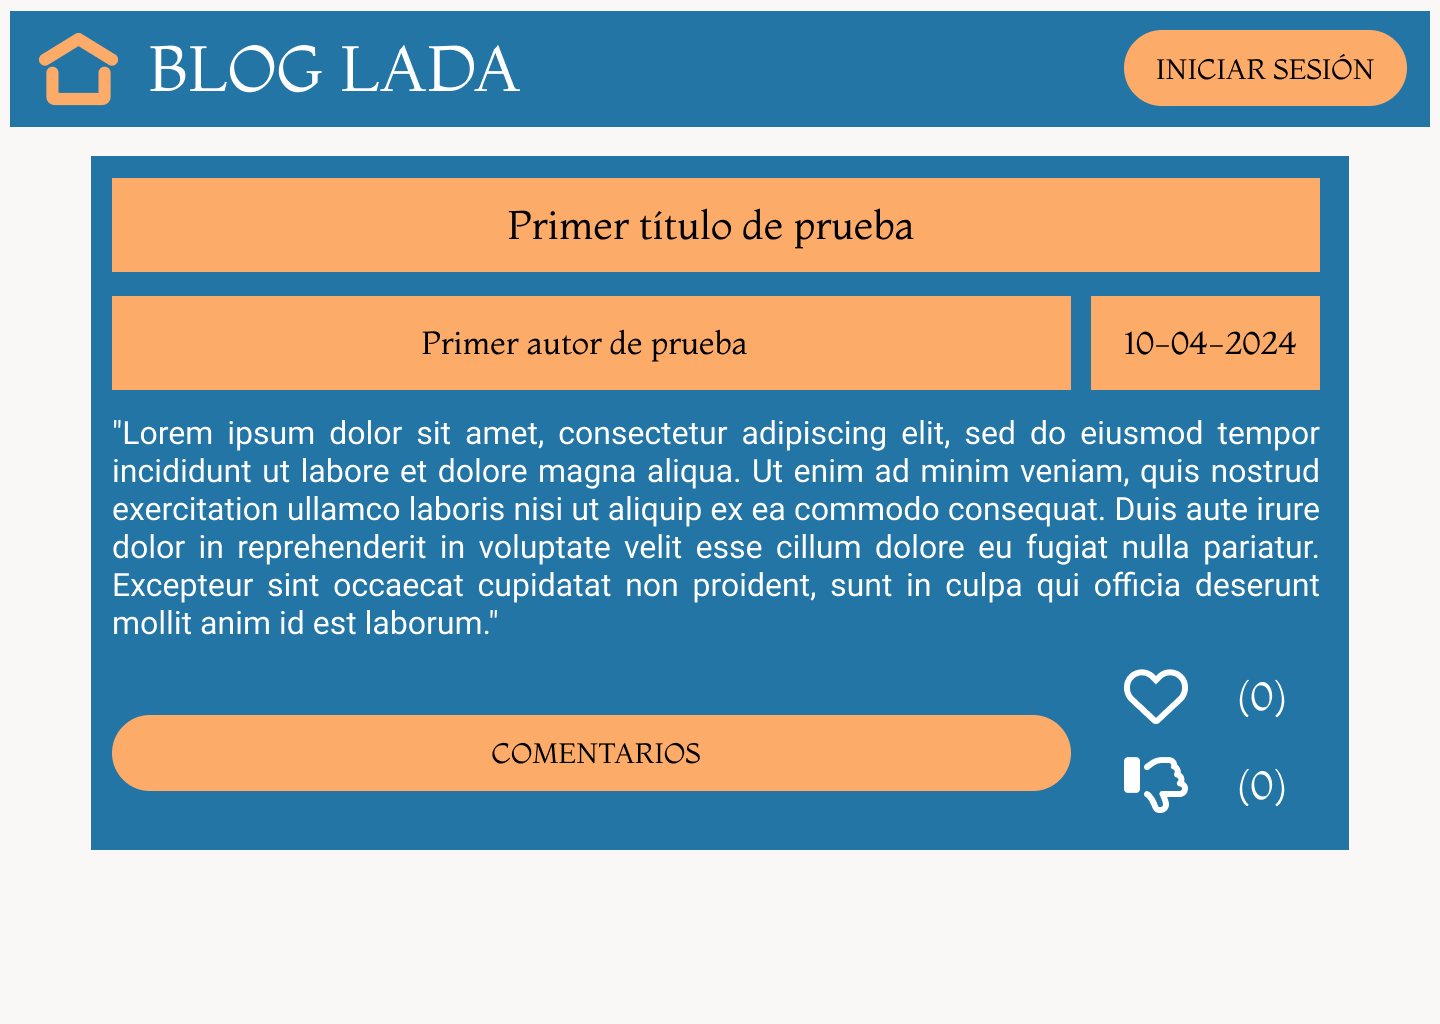 BLOG LADA
INICIAR SESIÓN
Primer título de prueba
Primer autor de prueba
10-04-2024
"Lorem ipsum dolor sit amet, consectetur adipiscing elit, sed do eiusmod tempor
incididunt ut labore et dolore magna aliqua. Ut enim ad minim veniam, quis nostrud
exercitation ullamco laboris nisi ut aliquip ex ea commodo consequat. Duis aute irure
dolor in reprehenderit in voluptate velit esse cillum dolore eu fugiat nulla pariatur.
Excepteur sint occaecat cupidatat non proident, sunt in culpa qui officia deserunt
mollit anim id est laborum."
(0)
COMENTARIOS
(0)